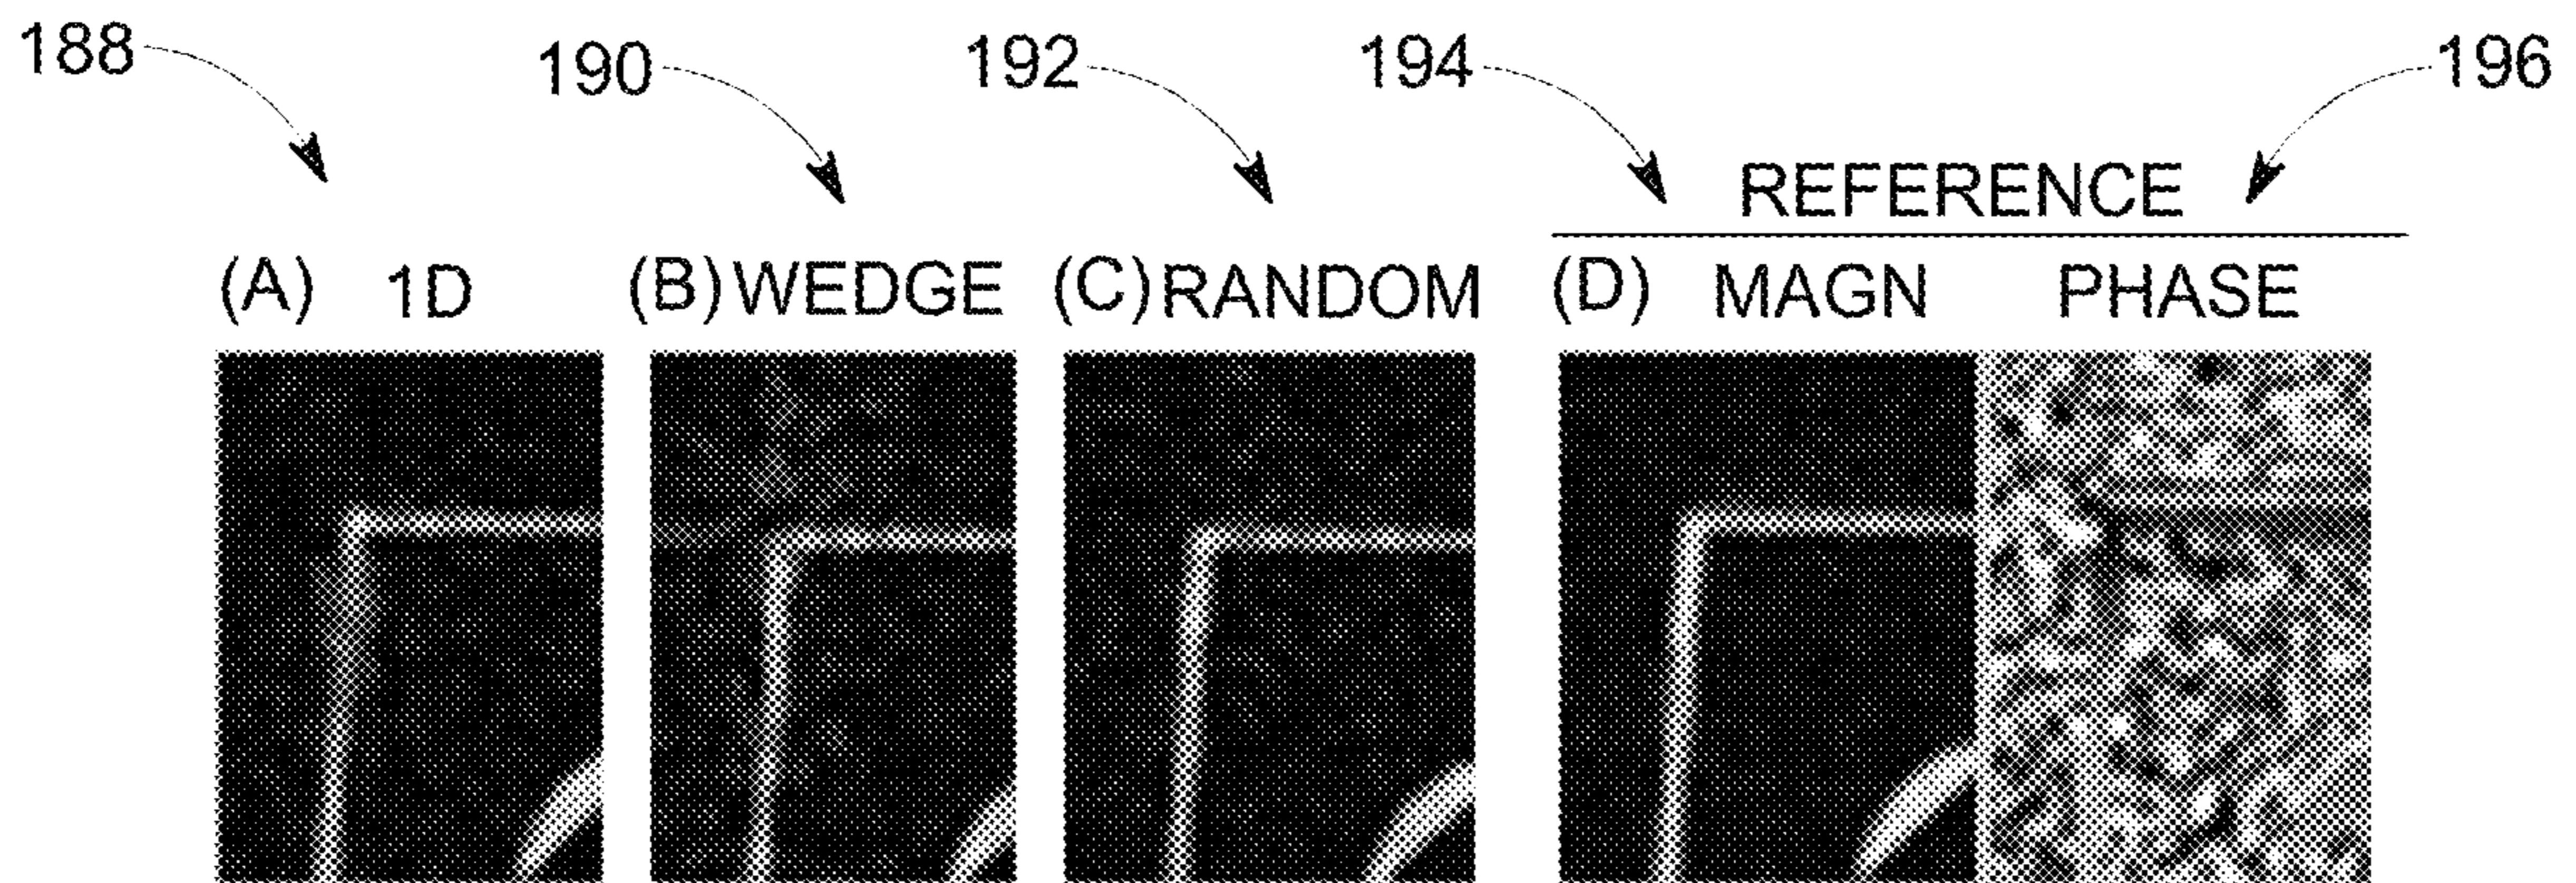 188 190 192 194 196
REFERENCE
(A) 1D (B) WEDGE (C) RANDOM (D) MAGN PHASE